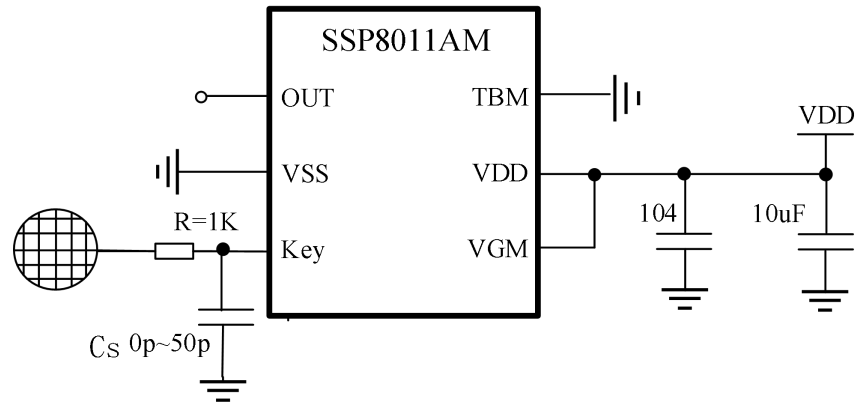 SSP8011AM
OUT
TBM
VDD
VSS
VDD
R=1K
104
10uF
Key
VGM
Cs 0p~50p